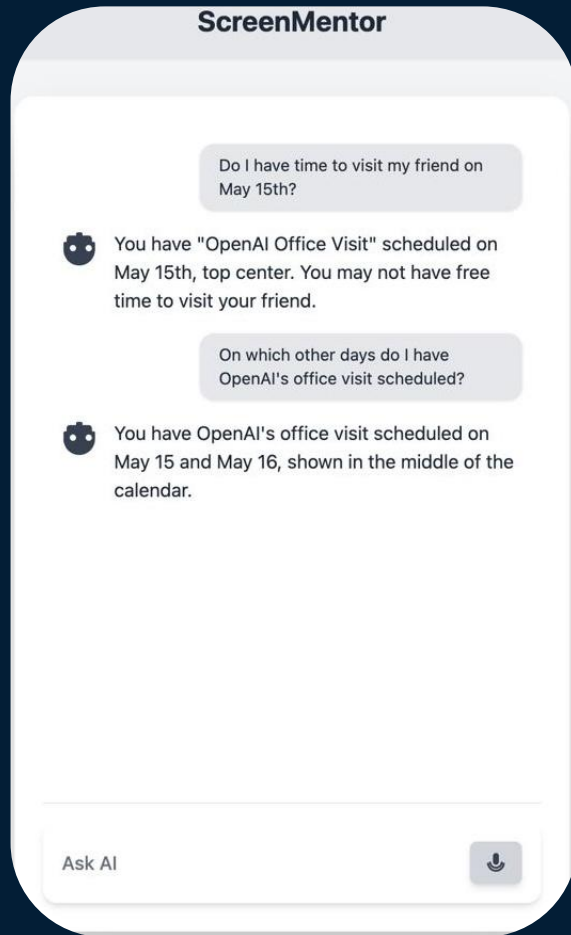 ScreenMentor
Do I have time to visit my friend on
May 15th?
You have "OpenAI Office Visit" scheduled on
May 15th, top center. You may not have free
time to visit your friend.
On which other days do I have
OpenAI's office visit scheduled?
You have OpenAI's office visit scheduled on
May 15 and May 16, shown in the middle of the
calendar.
Ask AI